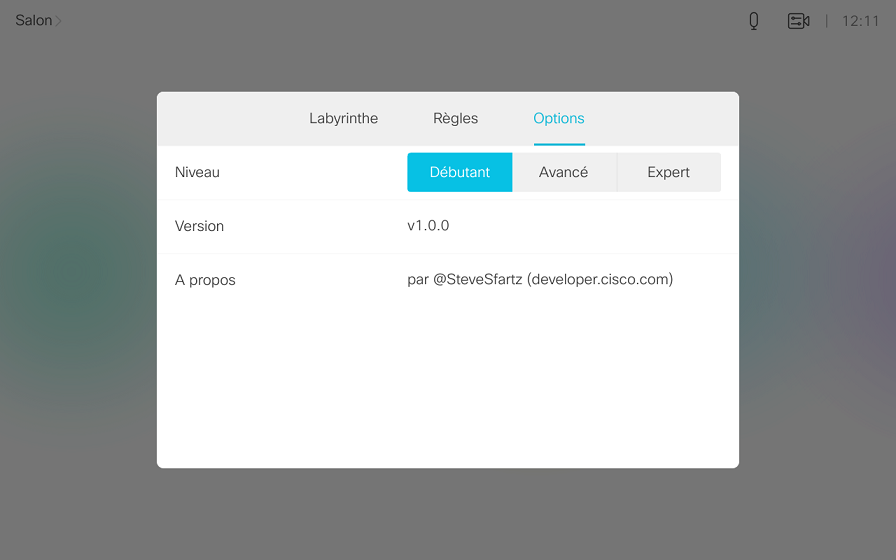 Salon
12:11
Labyrinthe Règles Options
Niveau Débutant Avancé Expert
Version v1.0.0
A propos par @SteveSfartz (developer.cisco.com)